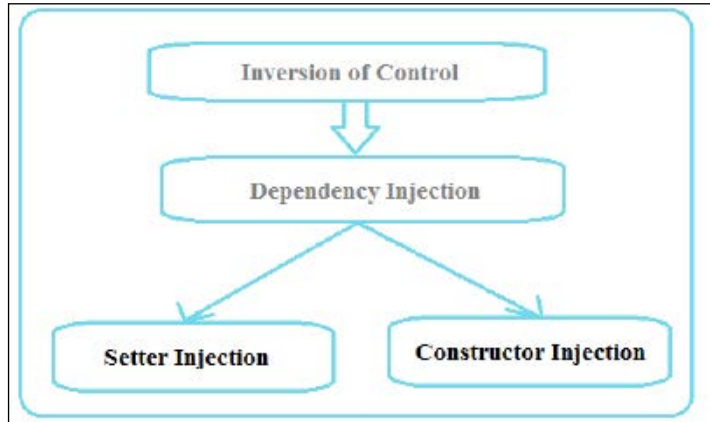 Inversion of Control
Dependency Injection
Setter Injection
Constructor Injection